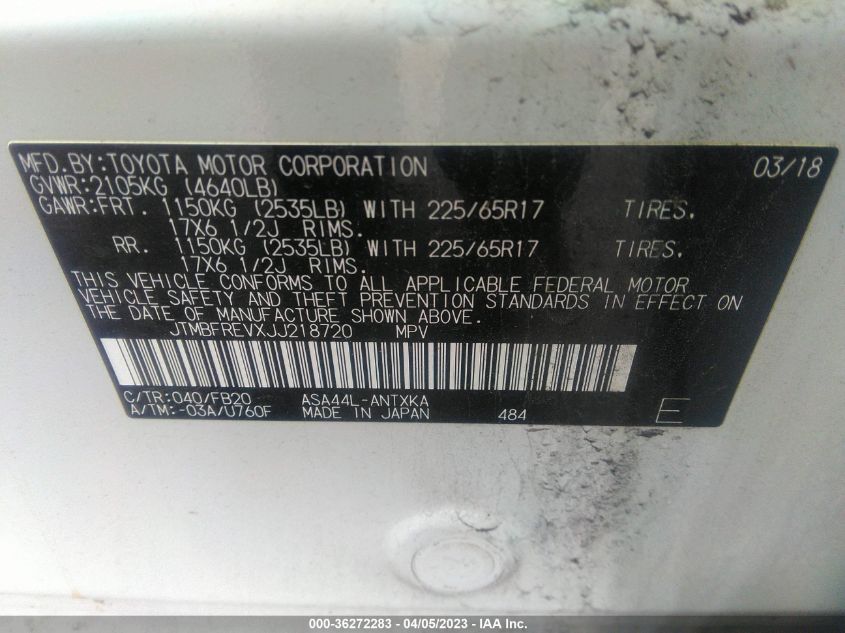 MFD.BY:TOYOTA MOTOR CORPORATION 03/18
GVWR:2105KG (4640LB)
GAWR:FRT. 1150KG (2535LB) WITH 225/65R17 TIRES.
17X6 1/2J RIMS.
RR. 1150KG (2535LB) WITH 225/65R17 TIRES.
17X6 1/2J RIMS.
THIS VEHICLE CONFORMS TO ALL APPLICABLE FEDERAL MOTOR
VEHICLE SAFETY AND THEFT PREVENTION STANDARDS IN EFFECT ON
THE DATE OF MANUFACTURE SHOWN ABOVE.
JTMBFREVXJJ218720 MPV
C/TR:040/FB20 ASA44L-ANTXKA
A/TM:-03A/U760F MADE IN JAPAN 484 E
000-36272283 - 04/05/2023 - IAA Inc.